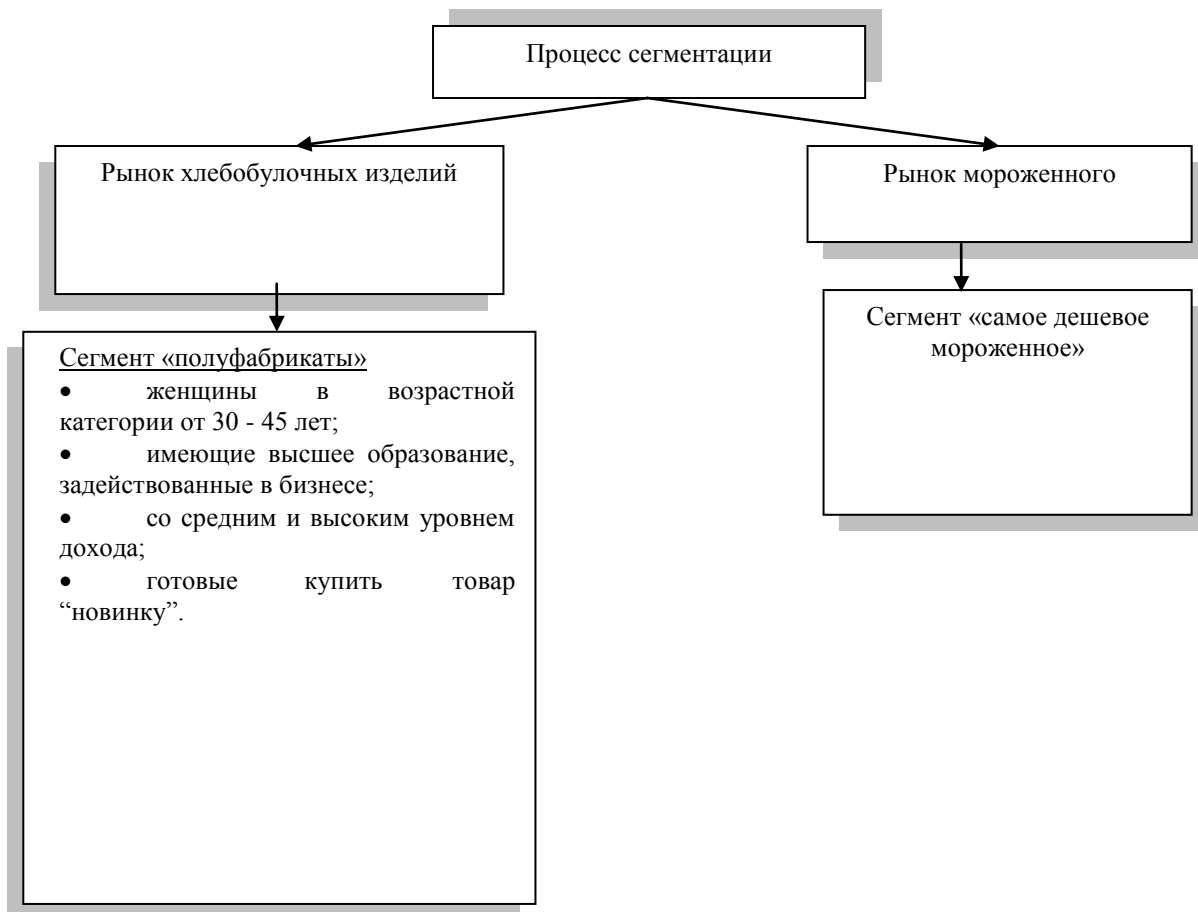 Процесс сегментации
Рынок хлебобулочных изделий
Рынок мороженного
Сегмент «полуфабрикаты»
• женщины в возрастной
категории от 30 - 45 лет;
• имеющие высшее образование,
задействованные в бизнесе;
• со средним и высоким уровнем
дохода;
• готовые купить товар
“новинку”.
Сегмент «самое дешевое
мороженное»